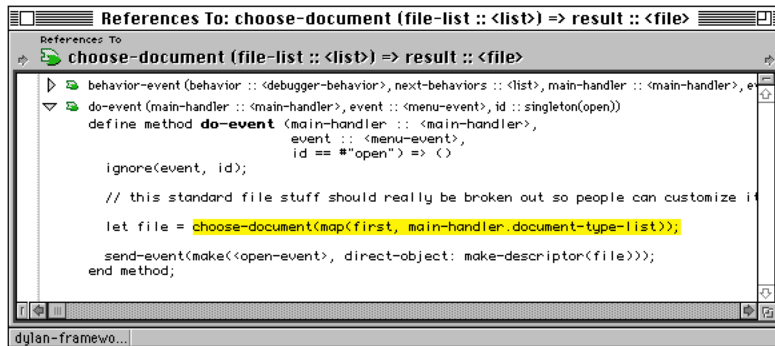 References To: choose-document (file-list :: <list>) => result :: <file>
References To
choose-document (file-list :: <list>) => result :: <file>
behavior-event (behavior :: <debugger-behavior>, next-behaviors :: <list>, main-handler :: <main-handler>, e
do-event (main-handler :: <main-handler>, event :: <menu-event>, id :: singleton(open))
define method do-event (main-handler :: <main-handler>,
event :: <menu-event>,
id == #"open") => ()
ignore(event, id);
// this standard file stuff should really be broken out so people can customize it
let file = choose-document(map(first, main-handler.document-type-list));
send-event(make(<open-event>, direct-object: make-descriptor(file)));
end method;
dylan-framewo...